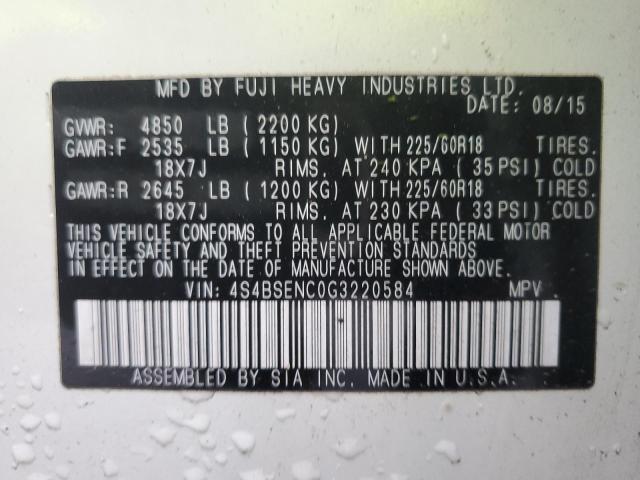 MFD BY FUJI HEAVY INDUSTRIES LTD.
DATE: 08/15
GVWR: 4850 LB ( 2200 KG)
GAWR:F 2535 LB ( 1150 KG) WITH 225/60R18 TIRES.
18X7J RIMS. AT 240 KPA ( 35 PSI) COLD
GAWR:R 2645 LB ( 1200 KG) WITH 225/60R18 TIRES.
18X7J RIMS. AT 230 KPA ( 33 PSI) COLD
THIS VEHICLE CONFORMS TO ALL APPLICABLE FEDERAL MOTOR
VEHICLE SAFETY AND THEFT PREVENTION STANDARDS
IN EFFECT ON THE DATE OF MANUFACTURE SHOWN ABOVE.
VIN: 4S4BSENC0G3220584 MPV
ASSEMBLED BY SIA INC. MADE IN U.S.A.